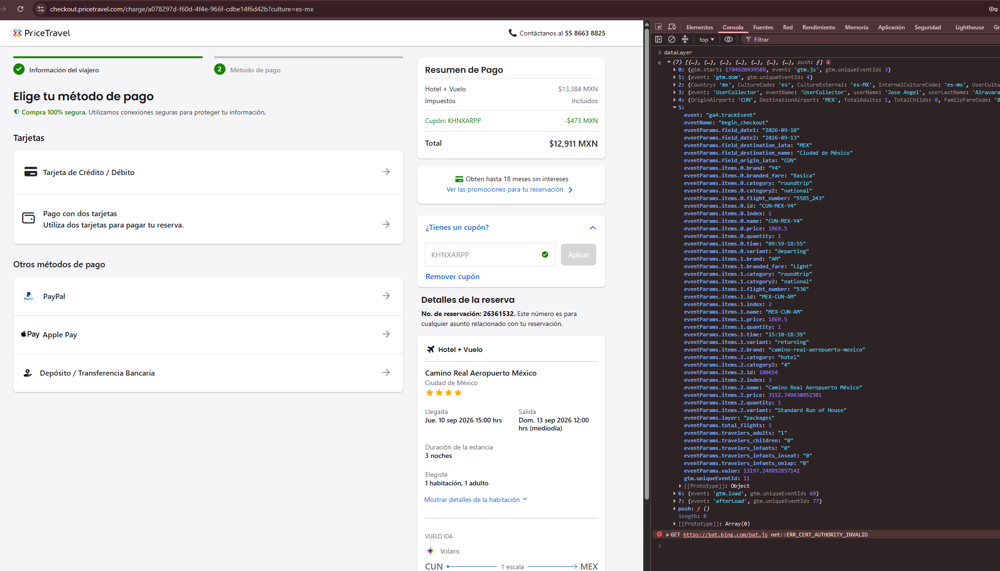 checkout.pricetravel.com/charge/a078297d-f60d-4f4e-966f-cdbe14f6d42b?culture=es-mx
PriceTravel
Contáctanos al 55 8663 8825
Información del viajero
2 Método de pago
Elige tu método de pago
Compra 100% segura. Utilizamos conexiones seguras para proteger tu información.
Tarjetas
Tarjeta de Crédito / Débito
Pago con dos tarjetas
Utiliza dos tarjetas para pagar tu reserva.
Otros métodos de pago
PayPal PayPal
Pay Apple Pay
Depósito / Transferencia Bancaria
Resumen de Pago
Hotel + Vuelo $13,384 MXN
Impuestos Incluidos
Cupón: KHNXARPP -$473 MXN
Total $12,911 MXN
Obten hasta 18 meses sin intereses
Ver las promociones para tu reservación
¿Tienes un cupón?
KHNXARPP Aplicar
Remover cupón
Detalles de la reserva
No. de reservación: 26361532. Este número es para
cualquier asunto relacionado con tu reservación.
Hotel + Vuelo
Camino Real Aeropuerto México
Ciudad de México
Llegada Salida
Jue. 10 sep 2026 15:00 hrs Dom. 13 sep 2026 12:00
hrs (mediodía)
Duración de la estancia
3 noches
Elegiste
1 habitación, 1 adulto
Mostrar detalles de la habitación
VUELO IDA
Volaris
CUN 1 escala MEX
Elementos Consola Fuentes Red Rendimiento Memoria Aplicación Seguridad Lighthouse Gr
top Filtrar
dataLayer
(7) [{…}, {…}, {…}, {…}, {…}, {…}, {…}, push: ƒ]
0: {gtm.start: 1784820939588, event: 'gtm.js', gtm.uniqueEventId: 3}
1: {event: 'gtm.dom', gtm.uniqueEventId: 4}
2: {Country: 'mx', CultureCode: 'es', CultureExternal: 'es-MX', InternalCultureCode: 'es-mx', UserCultu
3: {event: 'UserCollector', eventName: 'UserCollector', userName: 'Jose Angel', userLastName: 'Alravara
4: {OriginAirport: 'CUN', DestinationAirport: 'MEX', TotalAdults: 1, TotalChilds: 0, FamilyFareCode: 'B
5:
event: "ga4.trackEvent"
eventName: "begin_checkout"
eventParams.field_date1: "2026-09-10"
eventParams.field_date2: "2026-09-13"
eventParams.field_destination_iata: "MEX"
eventParams.field_destination_name: "Ciudad de México"
eventParams.field_origin_iata: "CUN"
eventParams.items.0.brand: "Y4"
eventParams.items.0.branded_fare: "Basica"
eventParams.items.0.category: "roundtrip"
eventParams.items.0.category2: "national"
eventParams.items.0.flight_number: "5585_243"
eventParams.items.0.id: "CUN-MEX-Y4"
eventParams.items.0.index: 1
eventParams.items.0.name: "CUN-MEX-Y4"
eventParams.items.0.price: 1869.5
eventParams.items.0.quantity: 1
eventParams.items.0.time: "09:59-18:55"
eventParams.items.0.variant: "departing"
eventParams.items.1.brand: "AM"
eventParams.items.1.branded_fare: "Light"
eventParams.items.1.category: "roundtrip"
eventParams.items.1.category2: "national"
eventParams.items.1.flight_number: "536"
eventParams.items.1.id: "MEX-CUN-AM"
eventParams.items.1.index: 2
eventParams.items.1.name: "MEX-CUN-AM"
eventParams.items.1.price: 1869.5
eventParams.items.1.quantity: 1
eventParams.items.1.time: "15:10-18:39"
eventParams.items.1.variant: "returning"
eventParams.items.2.brand: "camino-real-aeropuerto-mexico"
eventParams.items.2.category: "hotel"
eventParams.items.2.category2: "4"
eventParams.items.2.id: 100654
eventParams.items.2.index: 3
eventParams.items.2.name: "Camino Real Aeropuerto México"
eventParams.items.2.price: 3152.749630952381
eventParams.items.2.quantity: 1
eventParams.items.2.variant: "Standard Run of House"
eventParams.layer: "packages"
eventParams.total_flights: 1
eventParams.travelers_adults: "1"
eventParams.travelers_children: "0"
eventParams.travelers_infants: "0"
eventParams.travelers_infants_inseat: "0"
eventParams.travelers_infants_onlap: "0"
eventParams.value: 13197.248892857142
gtm.uniqueEventId: 11
[[Prototype]]: Object
6: {event: 'gtm.load', gtm.uniqueEventId: 69}
7: {event: 'afterLoad', gtm.uniqueEventId: 77}
push: ƒ ()
length: 8
[[Prototype]]: Array(0)
GET https://bat.bing.com/bat.js net::ERR_CERT_AUTHORITY_INVALID